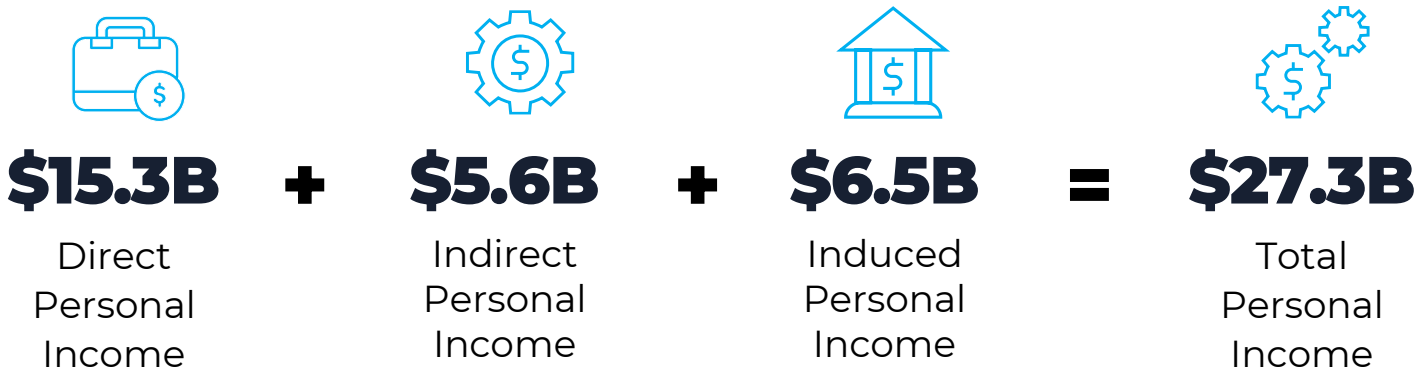 $15.3B + $5.6B + $6.5B = $27.3B
Direct
Personal
Income
Indirect
Personal
Income
Induced
Personal
Income
Total
Personal
Income